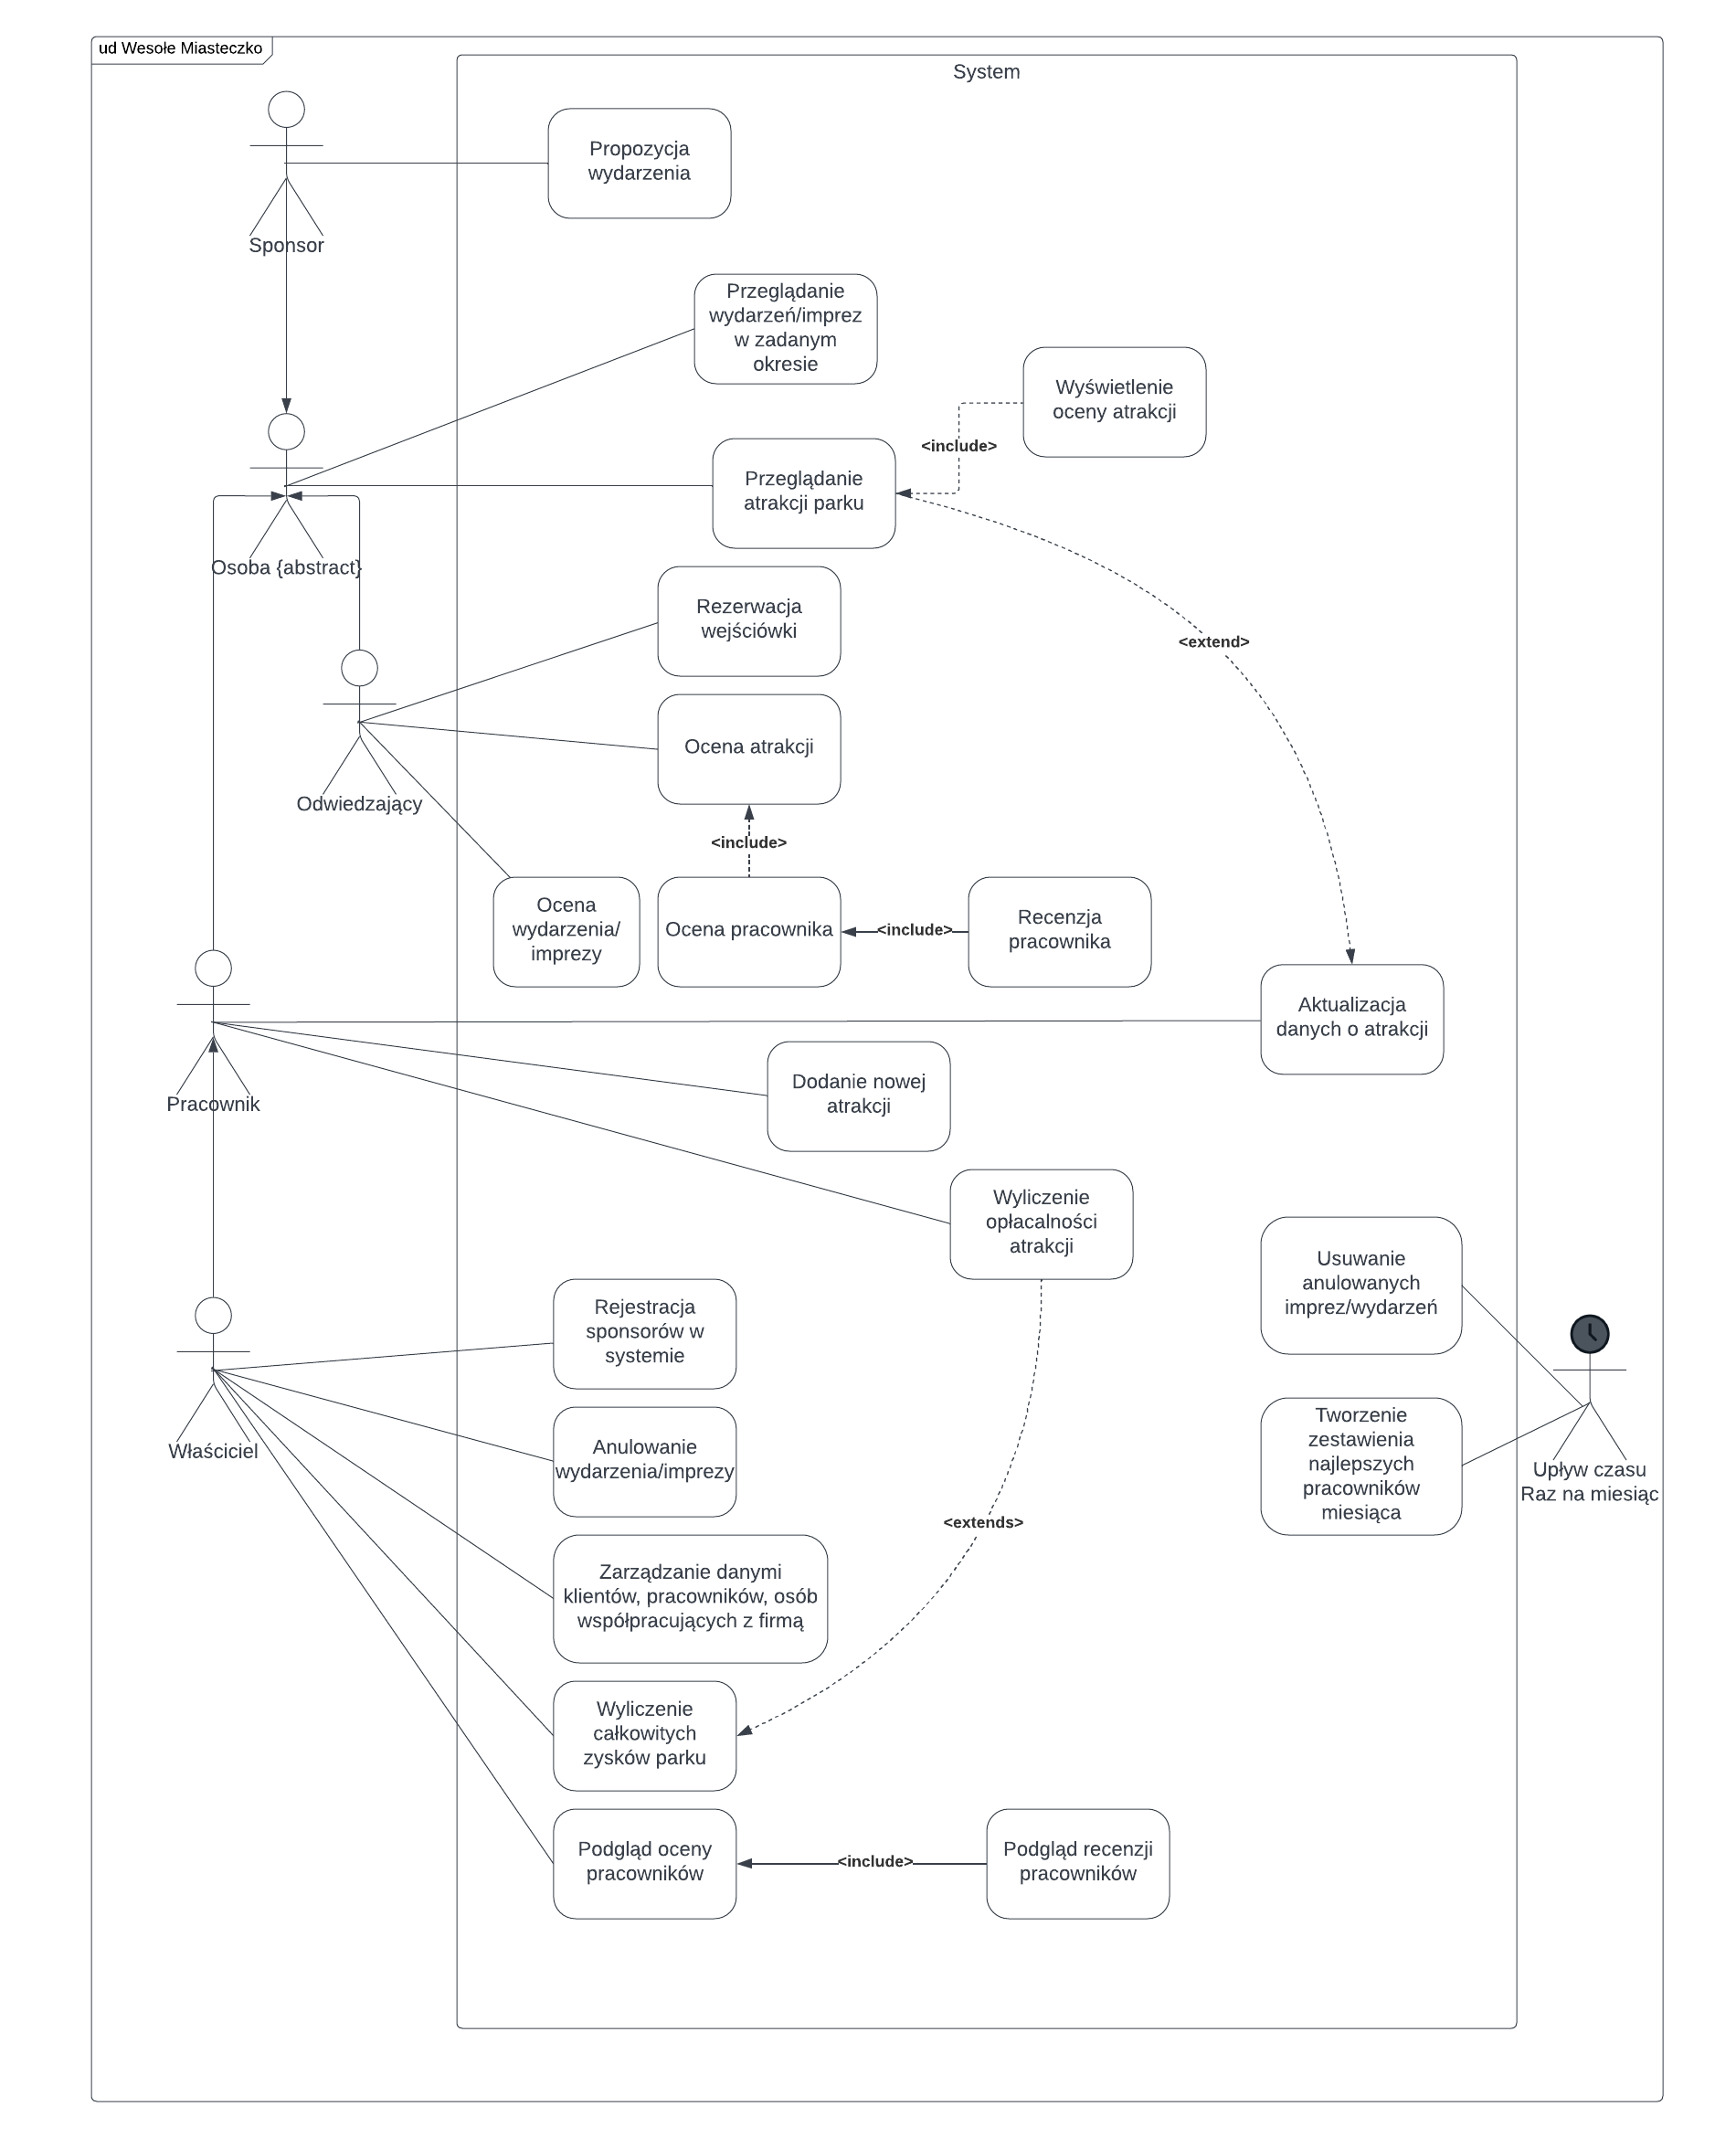 ud Wesołe Miasteczko
System
Propozycja
wydarzenia
Sponsor
Przeglądanie
wydarzeń/imprez
w zadanym
okresie
Wyświetlenie
oceny atrakcji
<include>
Przeglądanie
atrakcji parku
Osoba {abstract}
Rezerwacja
wejściówki
<extend>
Ocena atrakcji
Odwiedzający
<include>
Ocena
wydarzenia/
imprezy
Ocena pracownika
<include>
Recenzja
pracownika
Aktualizacja
danych o atrakcji
Dodanie nowej
atrakcji
Pracownik
Wyliczenie
opłacalności
atrakcji
Usuwanie
anulowanych
imprez/wydarzeń
Rejestracja
sponsorów w
systemie
Właściciel
Anulowanie
wydarzenia/imprezy
Tworzenie
zestawienia
najlepszych
pracowników
miesiąca
Upływ czasu
Raz na miesiąc
<extends>
Zarządzanie danymi
klientów, pracowników, osób
współpracujących z firmą
Wyliczenie
całkowitych
zysków parku
Podgląd oceny
pracowników
<include>
Podgląd recenzji
pracowników